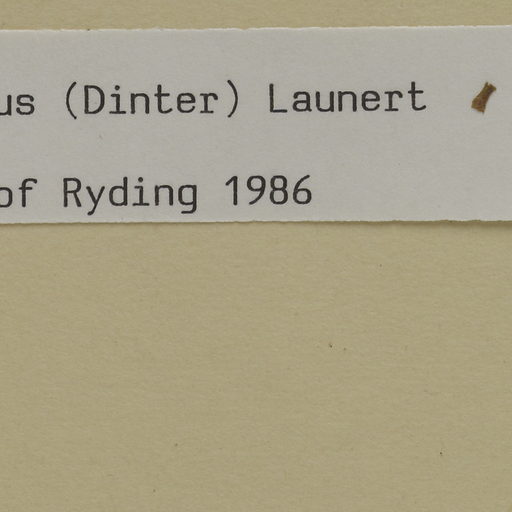 us (Dinter) Launert
of Ryding 1986